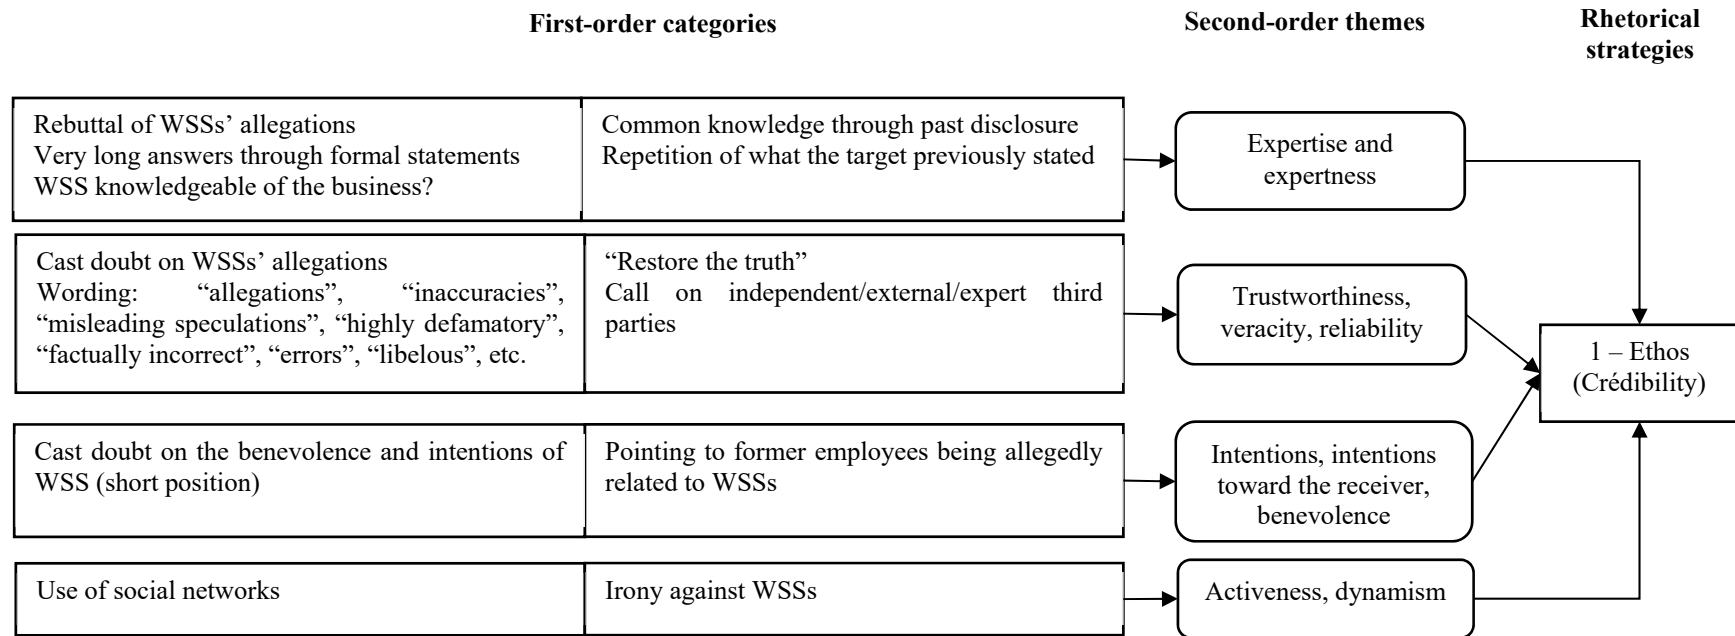 First-order categories
Second-order themes
Rhetorical
strategies
Rebuttal of WSSs’ allegations
Very long answers through formal statements
WSS knowledgeable of the business?
Common knowledge through past disclosure
Repetition of what the target previously stated
Expertise and
expertness
Cast doubt on WSSs’ allegations
Wording: “allegations”, “inaccuracies”,
“misleading speculations”, “highly defamatory”,
“factually incorrect”, “errors”, “libelous”, etc.
“Restore the truth”
Call on independent/external/expert third
parties
Trustworthiness,
veracity, reliability
1 – Ethos
(Crédibility)
Cast doubt on the benevolence and intentions of
WSS (short position)
Pointing to former employees being allegedly
related to WSSs
Intentions, intentions
toward the receiver,
benevolence
Use of social networks
Irony against WSSs
Activeness, dynamism